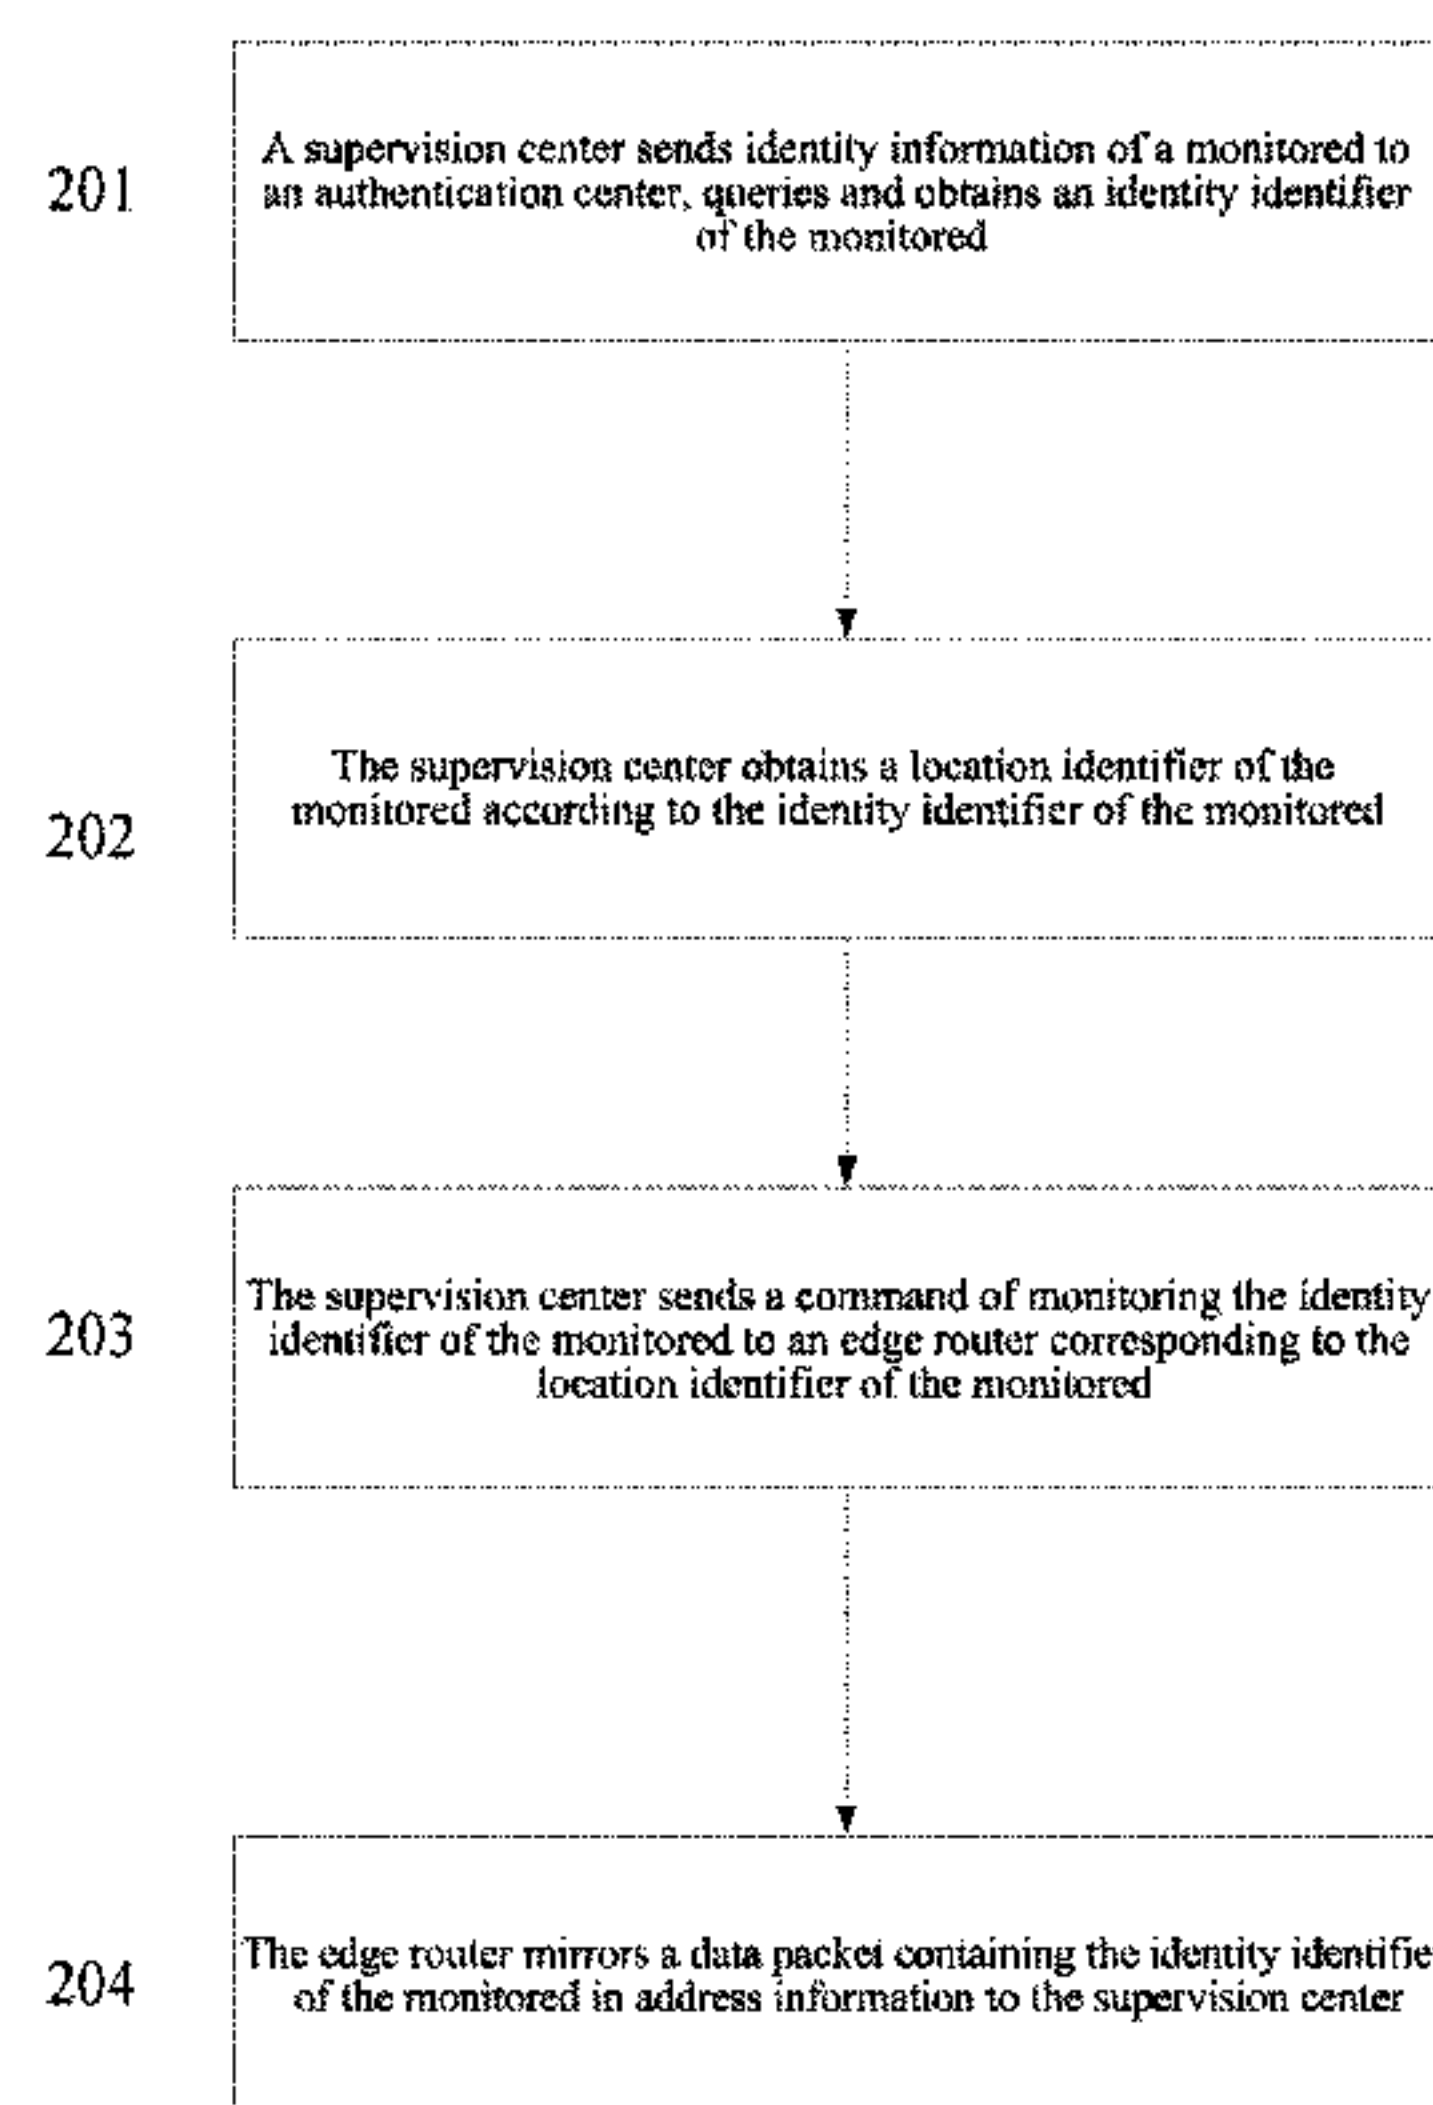 201
A supervision center sends identity information of a monitored to
an authentication center, queries and obtains an identity identifier
of the monitored
202
The supervision center obtains a location identifier of the
monitored according to the identity identifier of the monitored
203
The supervision center sends a command of monitoring the identity
identifier of the monitored to an edge router corresponding to the
location identifier of the monitored
204
The edge router mirrors a data packet containing the identity identifie
of the monitored in address information to the supervision center